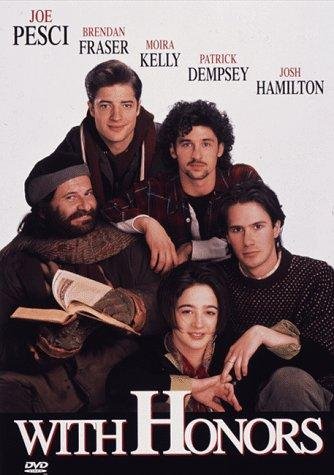 JOE
PESCI
BRENDAN
FRASER
MOIRA
KELLY
PATRICK
DEMPSEY
JOSH
HAMILTON
WITH HONORS
DVD